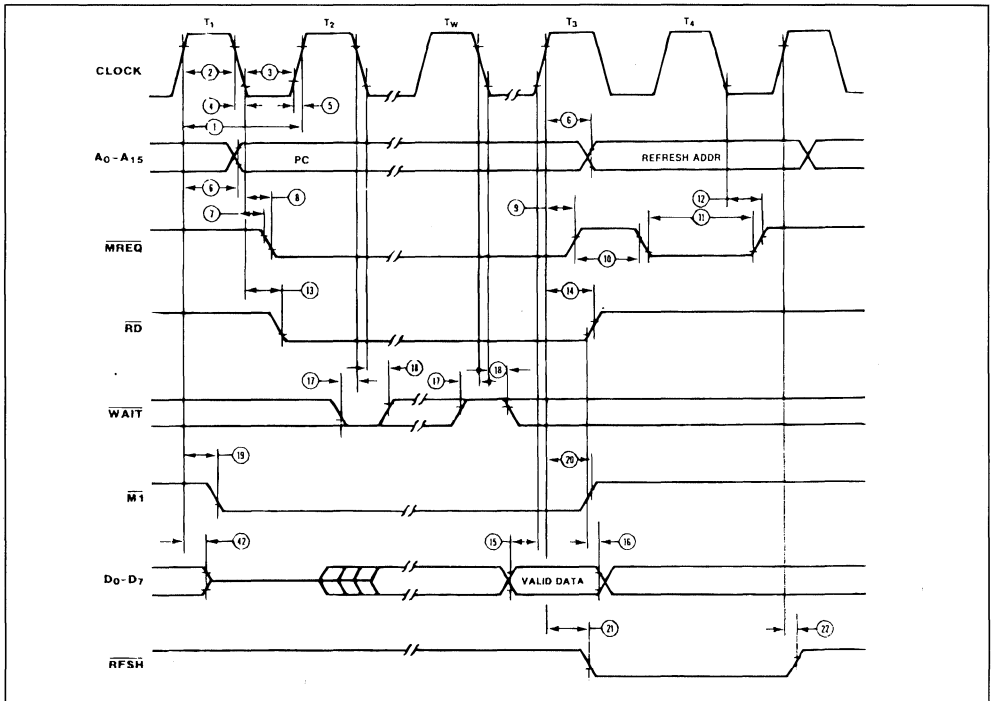 T1 T2 TW T3 T4
CLOCK
2 3
4 5
1
6
A0-A15 PC REFRESH ADDR
6 8 12
7 9 11
MREQ
10
13 14
RD
18 18
17 17
WAIT
19 20
M1
42 15 16
D0-D7 VALID DATA
21 22
RFSH